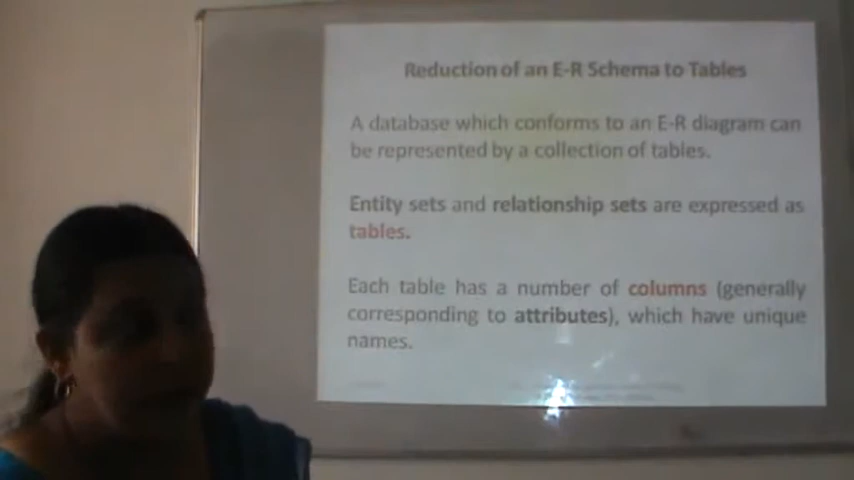 Reduction of an E-R Schema to Tables
A database which conforms to an E-R diagram can
be represented by a collection of tables.
Entity sets and relationship sets are expressed as
tables.
Each table has a number of columns (generally
corresponding to attributes), which have unique
names.